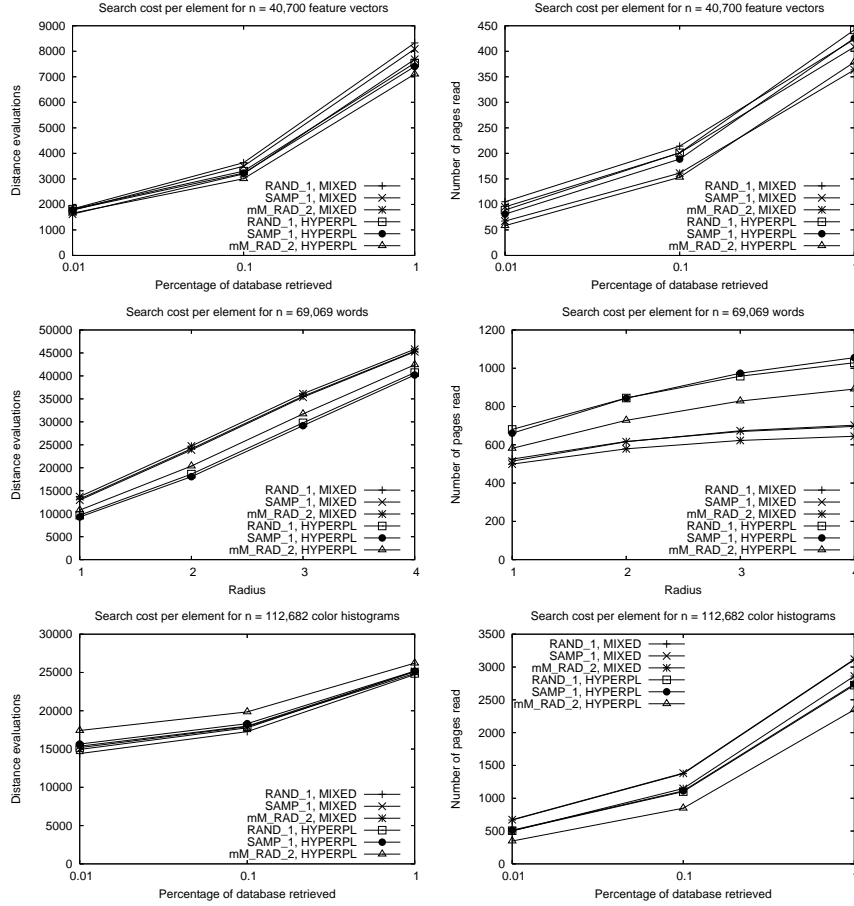 Search cost per element for n = 40,700 feature vectors
9000
8000
7000
6000
5000
4000
3000
2000
1000
0
Distance evaluations
RAND_1, MIXED
SAMP_1, MIXED
mM_RAD_2, MIXED
RAND_1, HYPERPL
SAMP_1, HYPERPL
mM_RAD_2, HYPERPL
0.01 0.1 1
Percentage of database retrieved
Search cost per element for n = 40,700 feature vectors
450
400
350
300
250
200
150
100
50
0
Number of pages read
RAND_1, MIXED
SAMP_1, MIXED
mM_RAD_2, MIXED
RAND_1, HYPERPL
SAMP_1, HYPERPL
mM_RAD_2, HYPERPL
0.01 0.1 1
Percentage of database retrieved
Search cost per element for n = 69,069 words
50000
45000
40000
35000
30000
25000
20000
15000
10000
5000
0
Distance evaluations
RAND_1, MIXED
SAMP_1, MIXED
mM_RAD_2, MIXED
RAND_1, HYPERPL
SAMP_1, HYPERPL
mM_RAD_2, HYPERPL
1 2 3 4
Radius
Search cost per element for n = 69,069 words
1200
1000
800
600
400
200
0
Number of pages read
RAND_1, MIXED
SAMP_1, MIXED
mM_RAD_2, MIXED
RAND_1, HYPERPL
SAMP_1, HYPERPL
mM_RAD_2, HYPERPL
1 2 3 4
Radius
Search cost per element for n = 112,682 color histograms
30000
25000
20000
15000
10000
5000
0
Distance evaluations
RAND_1, MIXED
SAMP_1, MIXED
mM_RAD_2, MIXED
RAND_1, HYPERPL
SAMP_1, HYPERPL
mM_RAD_2, HYPERPL
0.01 0.1 1
Percentage of database retrieved
Search cost per element for n = 112,682 color histograms
3500
3000
2500
2000
1500
1000
500
0
Number of pages read
RAND_1, MIXED
SAMP_1, MIXED
mM_RAD_2, MIXED
RAND_1, HYPERPL
SAMP_1, HYPERPL
mM_RAD_2, HYPERPL
0.01 0.1 1
Percentage of database retrieved